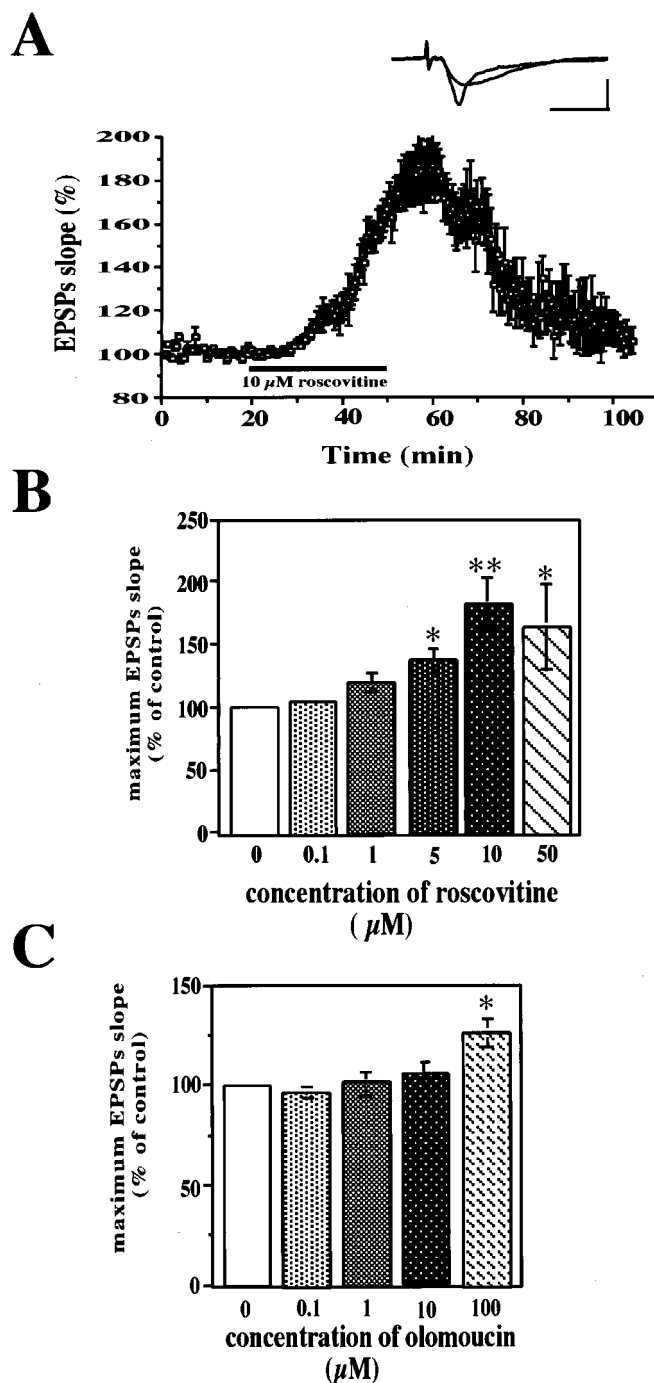 A
200
180
160
140
120
100
80
EPSPs slope (%)
10 µM roscovitine
0 20 40 60 80 100
Time (min)
B
250
200
150
100
50
0
maximum EPSPs slope
(% of control)
* ** *
0 0.1 1 5 10 50
concentration of roscovitine
( µM)
C
150
100
50
0
maximum EPSPs slope
(% of control)
*
0 0.1 1 10 100
concentration of olomoucin
(µM)